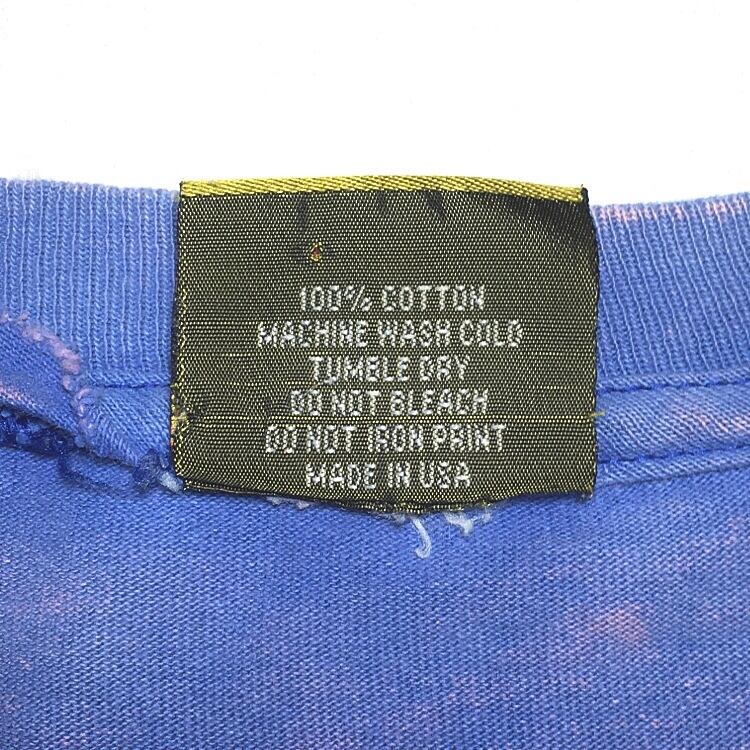 100% COTTON
MACHINE WASH COLD
TUMBLE DRY
DO NOT BLEACH
DO NOT IRON PRINT
MADE IN USA